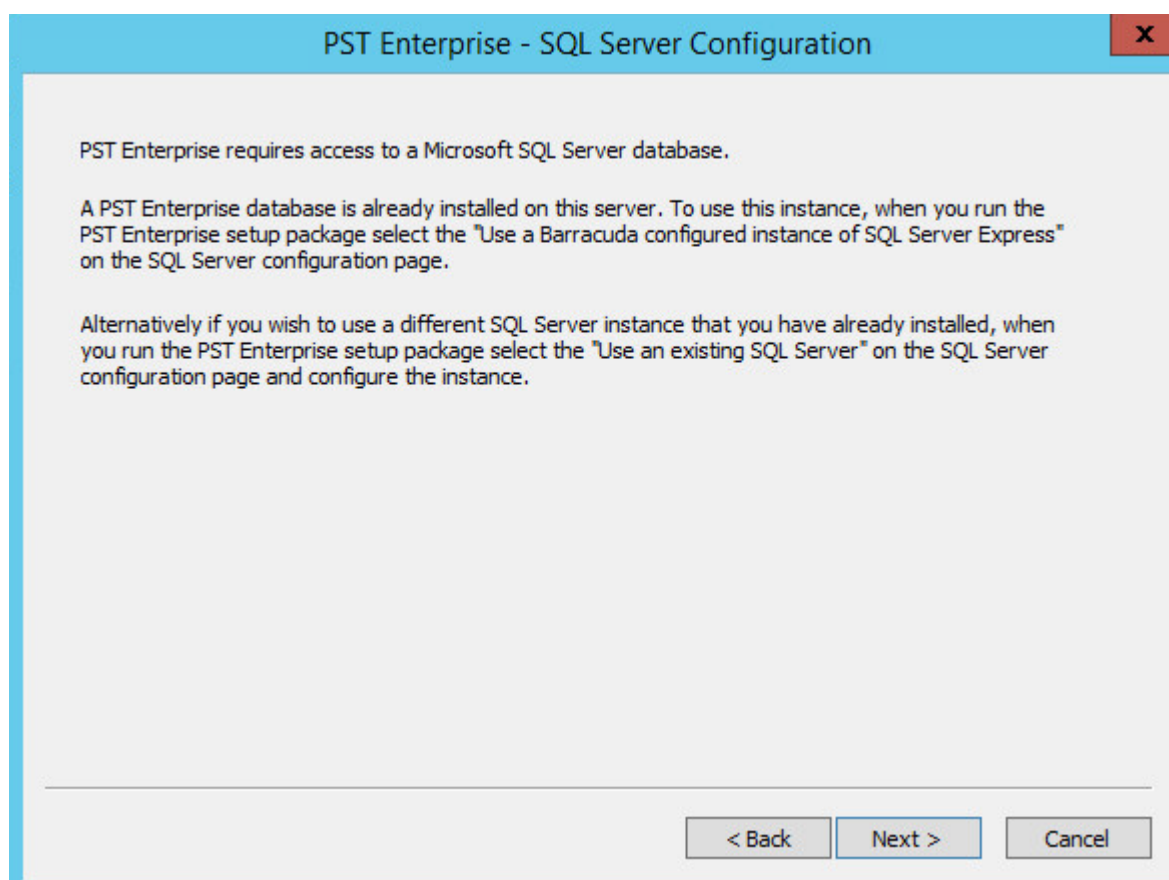 PST Enterprise - SQL Server Configuration
x
PST Enterprise requires access to a Microsoft SQL Server database.
A PST Enterprise database is already installed on this server. To use this instance, when you run the
PST Enterprise setup package select the "Use a Barracuda configured instance of SQL Server Express"
on the SQL Server configuration page.
Alternatively if you wish to use a different SQL Server instance that you have already installed, when
you run the PST Enterprise setup package select the "Use an existing SQL Server" on the SQL Server
configuration page and configure the instance.
< Back Next > Cancel